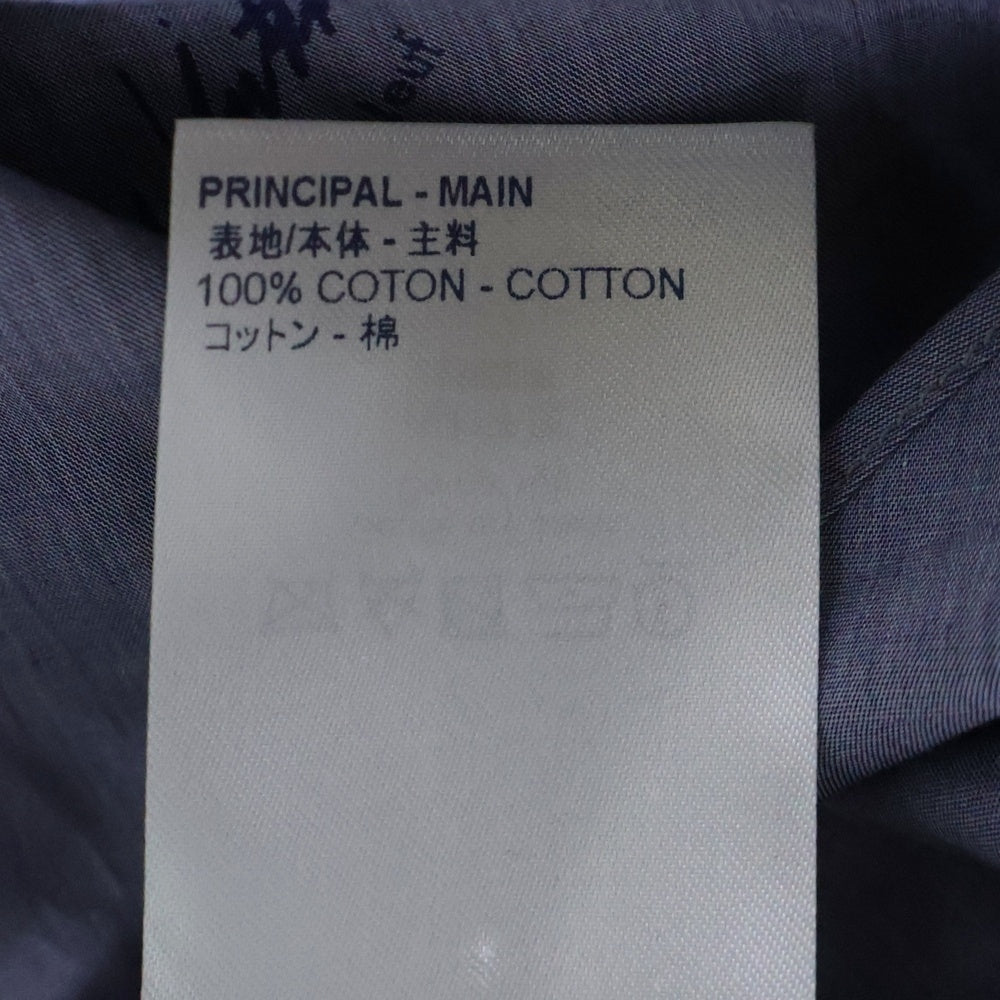 PRINCIPAL - MAIN
表地/本体 - 主料
100% COTON - COTTON
コットン - 棉